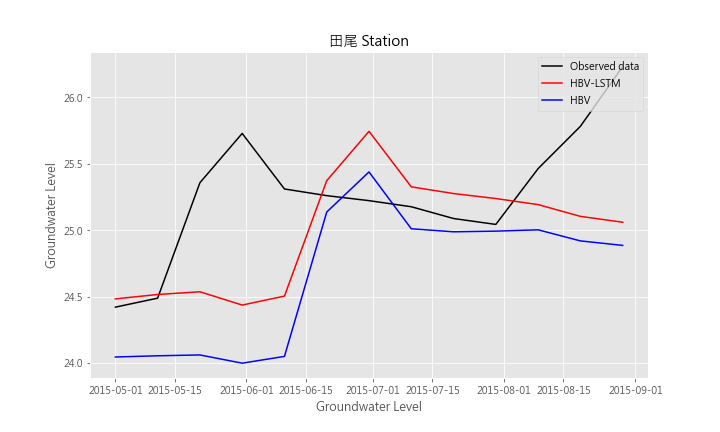 田尾 Station
Observed data
HBV-LSTM
HBV
Groundwater Level
26.0
25.5
25.0
24.5
24.0
2015-05-01 2015-05-15 2015-06-01 2015-06-15 2015-07-01 2015-07-15 2015-08-01 2015-08-15 2015-09-01
Groundwater Level